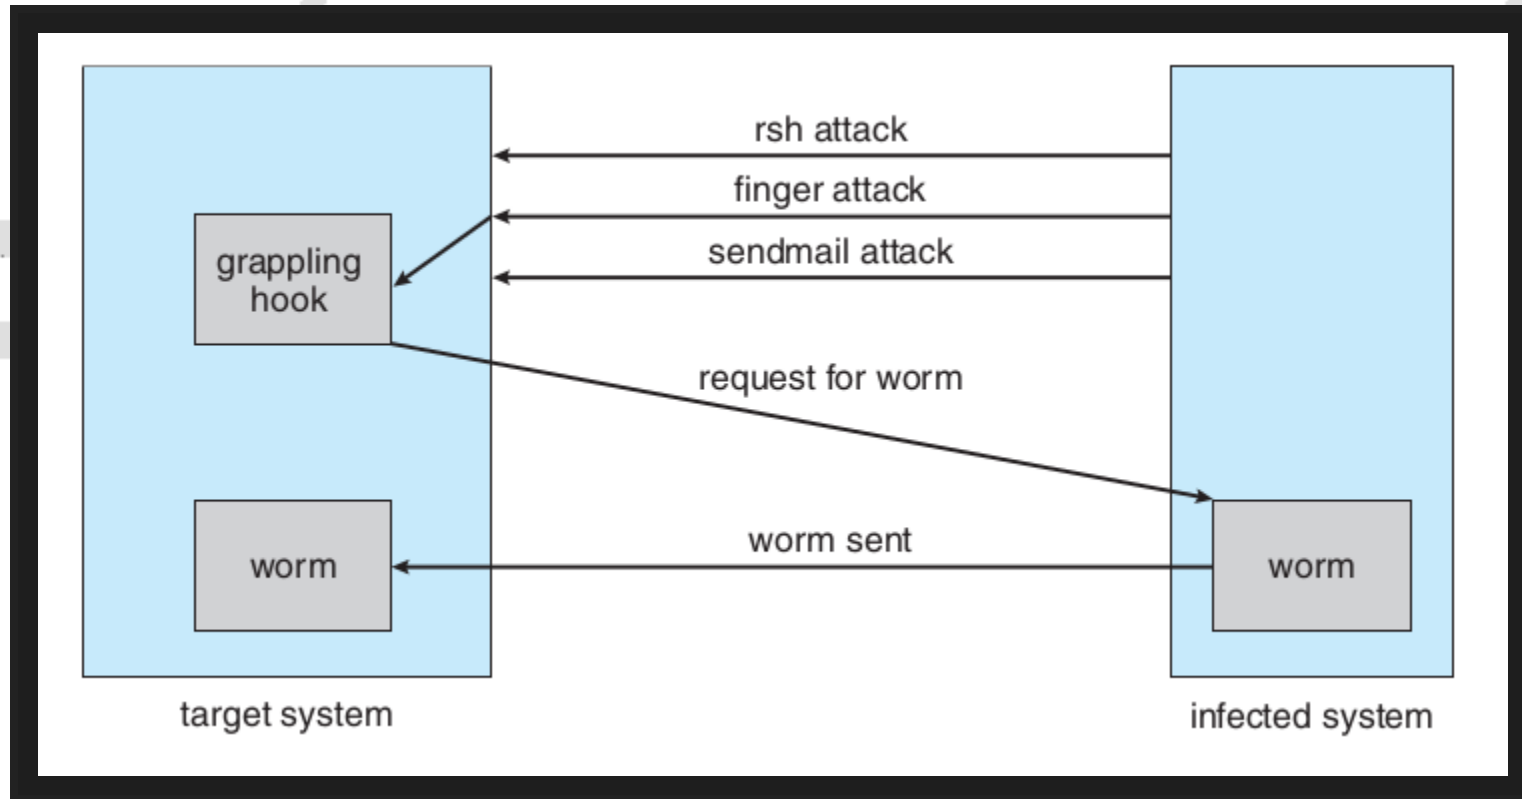 rsh attack
finger attack
sendmail attack
grappling
hook
request for worm
worm sent
worm
worm
target system
infected system